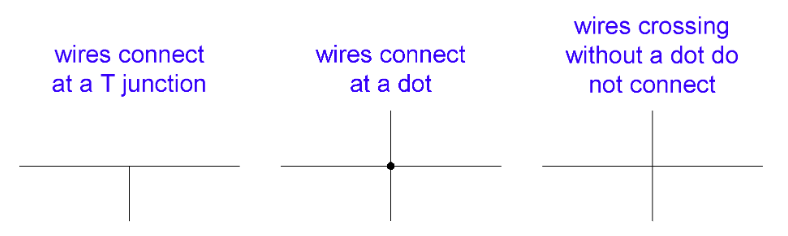 wires connect
at a T junction
wires connect
at a dot
wires crossing
without a dot do
not connect